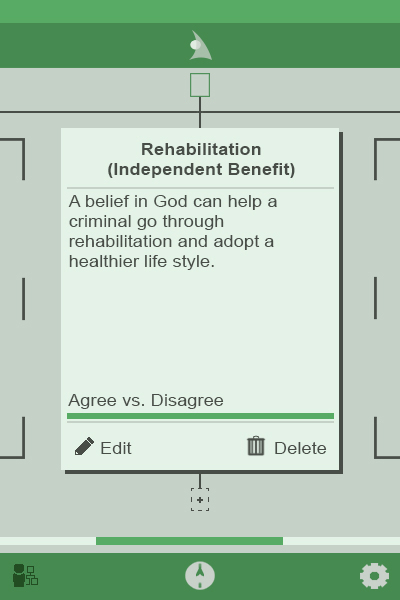 Rehabilitation
(Independent Benefit)
A belief in God can help a
criminal go through
rehabilitation and adopt a
healthier life style.
Agree vs. Disagree
Edit
Delete